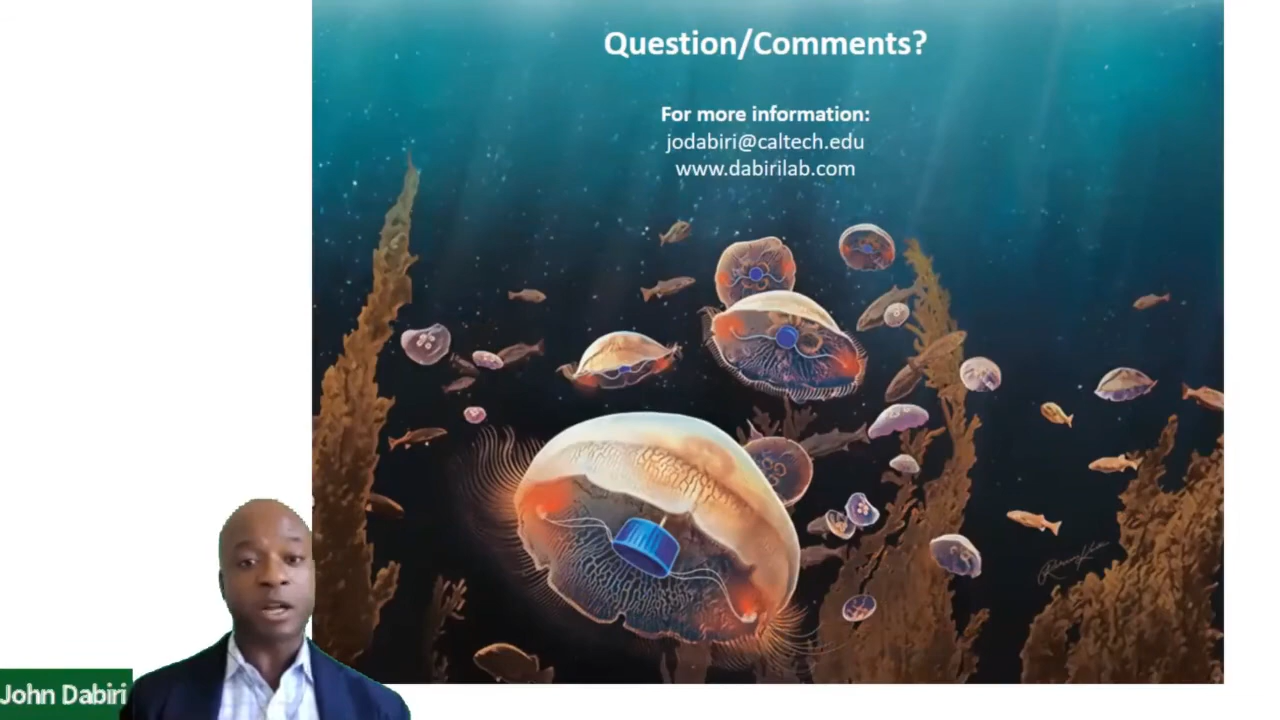 Question/Comments?
For more information:
jodabiri@caltech.edu
www.dabirilab.com
John Dabiri